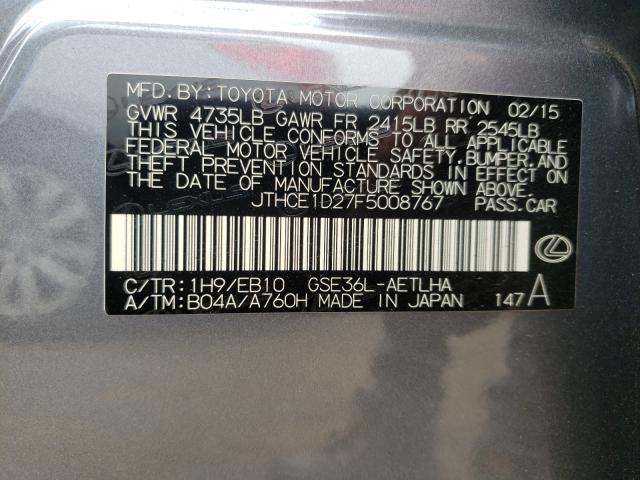 MFD. BY: TOYOTA MOTOR CORPORATION 02/15
GVWR 4735LB GAWR FR 2415LB RR 2545LB
THIS VEHICLE CONFORMS TO ALL APPLICABLE
FEDERAL MOTOR VEHICLE SAFETY, BUMPER, AND
THEFT PREVENTION STANDARDS IN EFFECT ON
THE DATE OF MANUFACTURE SHOWN ABOVE.
JTHCE1D27F5008767 PASS. CAR
C/TR: 1H9/EB10 GSE36L-AETLHA
A/TM: B04A/A760H MADE IN JAPAN 147 A